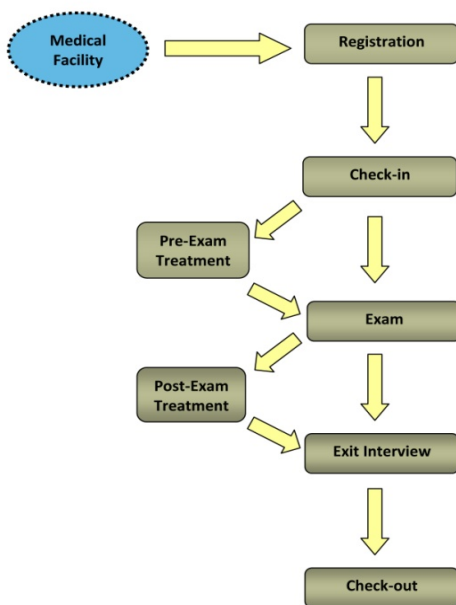 Medical
Facility
Registration
Check-in
Pre-Exam
Treatment
Exam
Post-Exam
Treatment
Exit Interview
Check-out